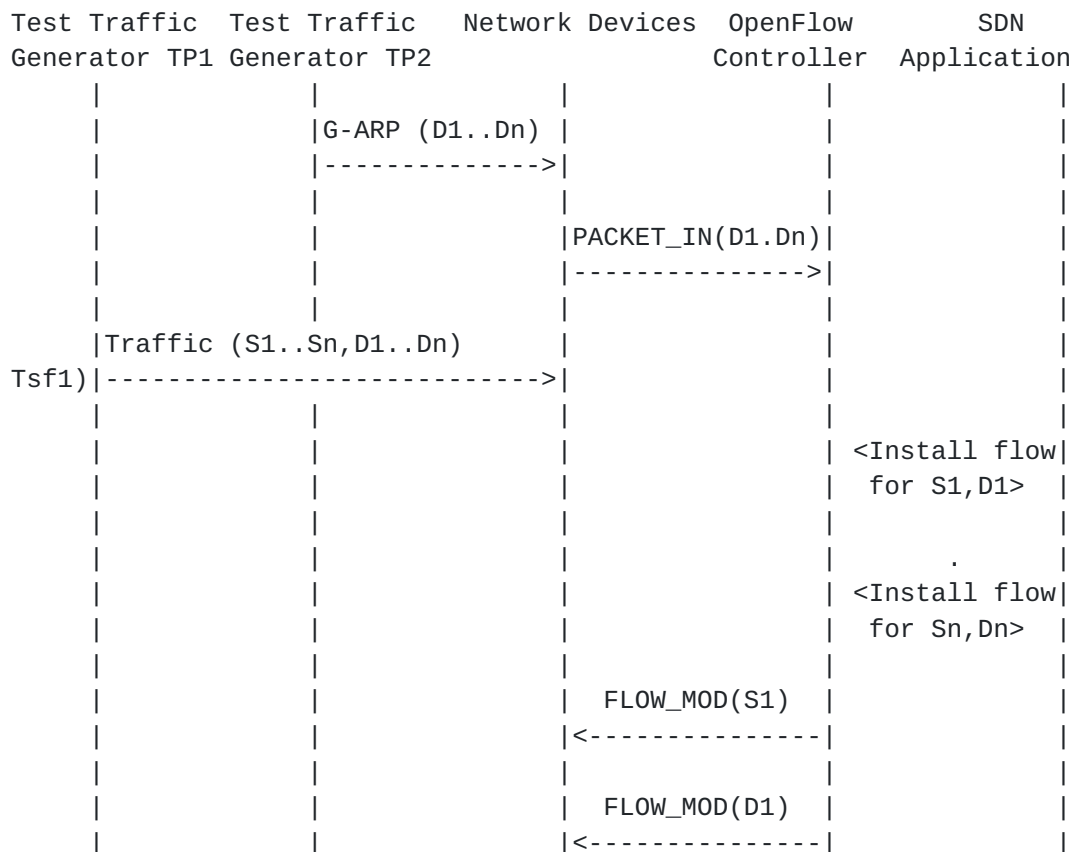 Test Traffic  Test Traffic   Network Devices  OpenFlow        SDN
Generator TP1 Generator TP2                  Controller  Application
     |             |               |                |              |
     |             |G-ARP (D1..Dn) |                |              |
     |             |-------------->|                |              |
     |             |               |                |              |
     |             |               |PACKET_IN(D1.Dn)|              |
     |             |               |--------------->|              |
     |             |               |                |              |
     |Traffic (S1..Sn,D1..Dn)      |                |              |
Tsf1)|---------------------------->|                |              |
     |             |               |                |              |
     |             |               |                | <Install flow|
     |             |               |                |  for S1,D1>  |
     |             |               |                |              |
     |             |               |                |       .      |
     |             |               |                | <Install flow|
     |             |               |                |  for Sn,Dn>  |
     |             |               |                |              |
     |             |               |  FLOW_MOD(S1)  |              |
     |             |               |<---------------|              |
     |             |               |                |              |
     |             |               |  FLOW_MOD(D1)  |              |
     |             |               |<---------------|              |